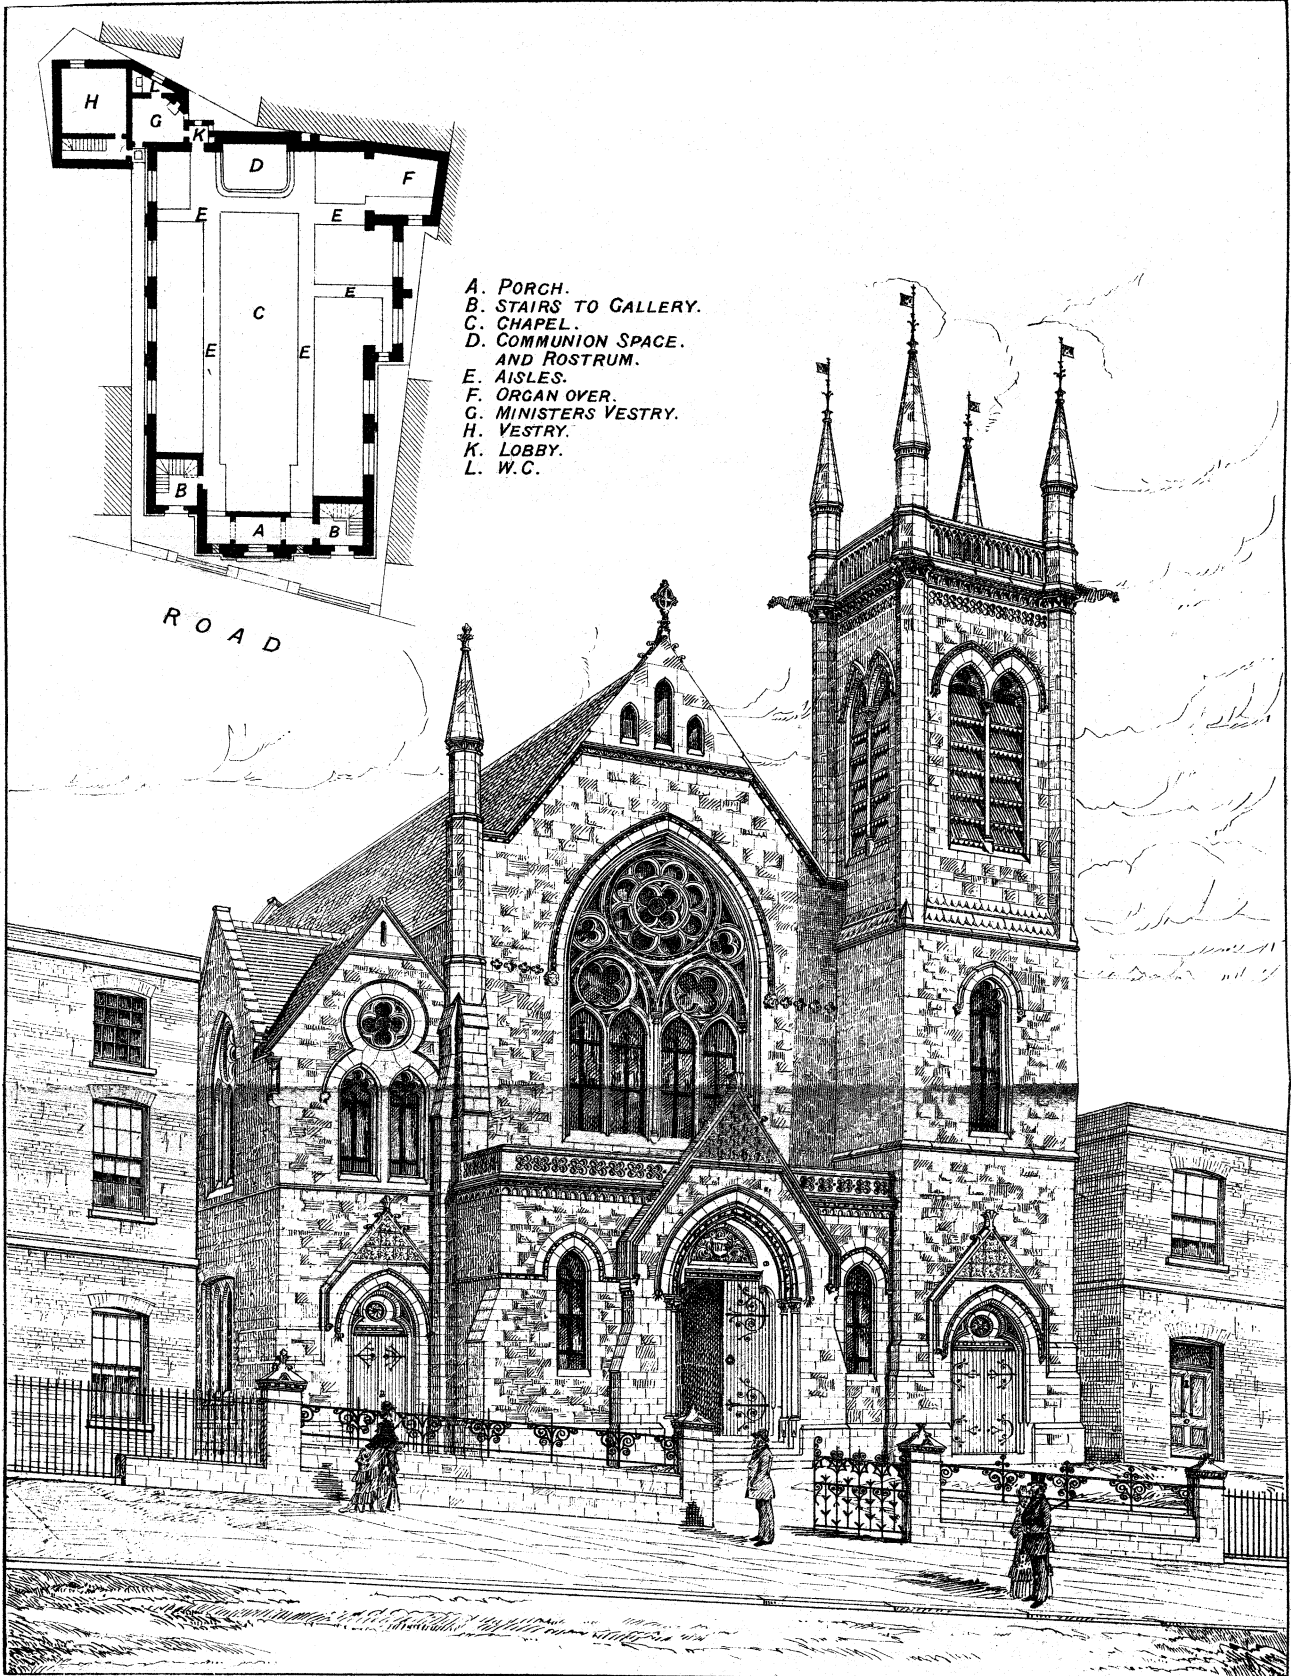 L
H
G
K
D
F
E
E
E
C
E
E
B
A
B
ROAD
A. PORCH.
B. STAIRS TO GALLERY.
C. CHAPEL.
D. COMMUNION SPACE.
AND ROSTRUM.
E. AISLES.
F. ORGAN OVER.
G. MINISTERS VESTRY.
H. VESTRY.
K. LOBBY.
L. W.C.